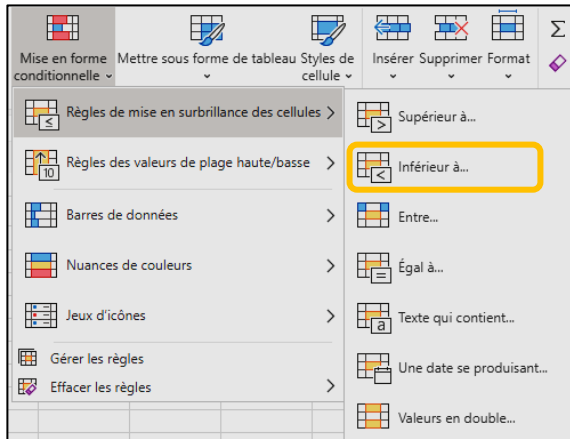 Mise en forme conditionnelle
Mettre sous forme de tableau
Styles de cellule
Insérer
Supprimer
Format
Règles de mise en surbrillance des cellules
Règles des valeurs de plage haute/basse
10
Barres de données
Nuances de couleurs
Jeux d'icônes
Gérer les règles
Effacer les règles
Supérieur à...
Inférieur à...
Entre...
Égal à...
a
Texte qui contient...
Une date se produisant...
Valeurs en double...